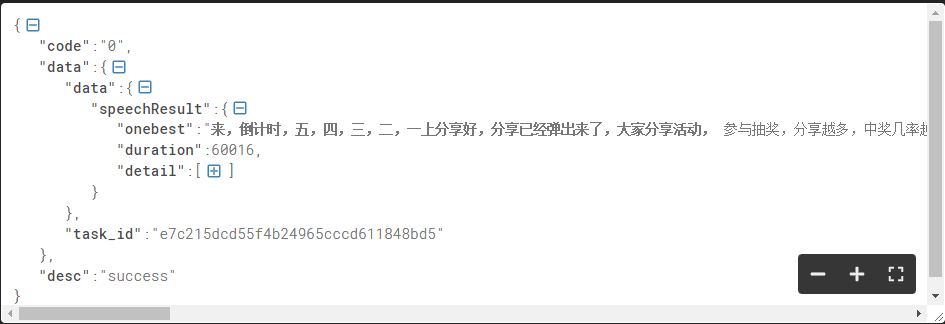 {
"code":"0",
"data":{
"data":{
"speechResult":{
"onebest":"来，倒计时，五，四，三，二，一上分享好，分享已经弹出来了，大家分享活动， 参与抽奖，分享越多，中奖几率越
"duration":60016,
"detail":[ ]
}
},
"task_id":"e7c215dcd55f4b24965cccd611848bd5"
},
"desc":"success"
}